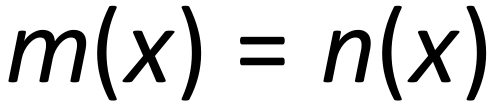 m(x) = n(x)